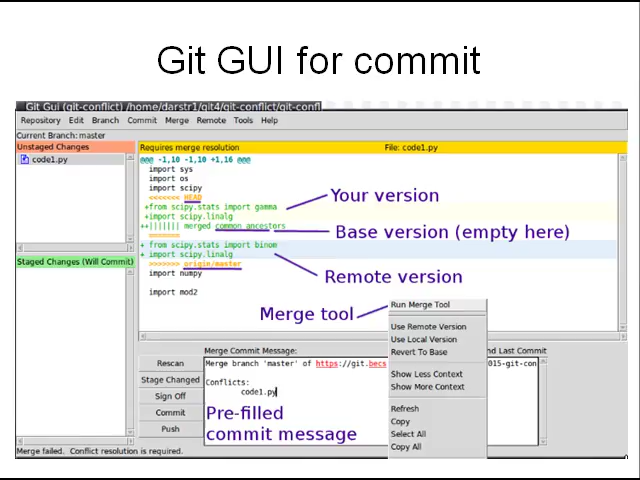 Git GUI for commit
Git Gui (git-conflict) /home/darstr1/git4/git-conflict/git-confl
Repository Edit Branch Commit Merge Remote Tools Help
Current Branch: master
Unstaged Changes
code1.py
Staged Changes (Will Commit)
Requires merge resolution File: code1.py
@@@ -1,10 -1,10 +1,16 @@@
import sys
import os
import scipy
<<<<<<< HEAD
+from scipy.stats import gamma
+import scipy.linalg
++||||||| merged common ancestors
=======
+ from scipy.stats import binom
+ import scipy.linalg
>>>>>>> origin/master
import numpy
import mod2
Your version
Base version (empty here)
Remote version
Merge tool
Run Merge Tool
Use Remote Version
Use Local Version
Revert To Base
Show Less Context
Show More Context
Refresh
Copy
Select All
Copy All
Rescan
Stage Changed
Sign Off
Commit
Push
Merge Commit Message:
nd Last Commit
Merge branch 'master' of https://git.becs
015-git-con
Conflicts:
code1.py
Pre-filled
commit message
Merge failed. Conflict resolution is required.